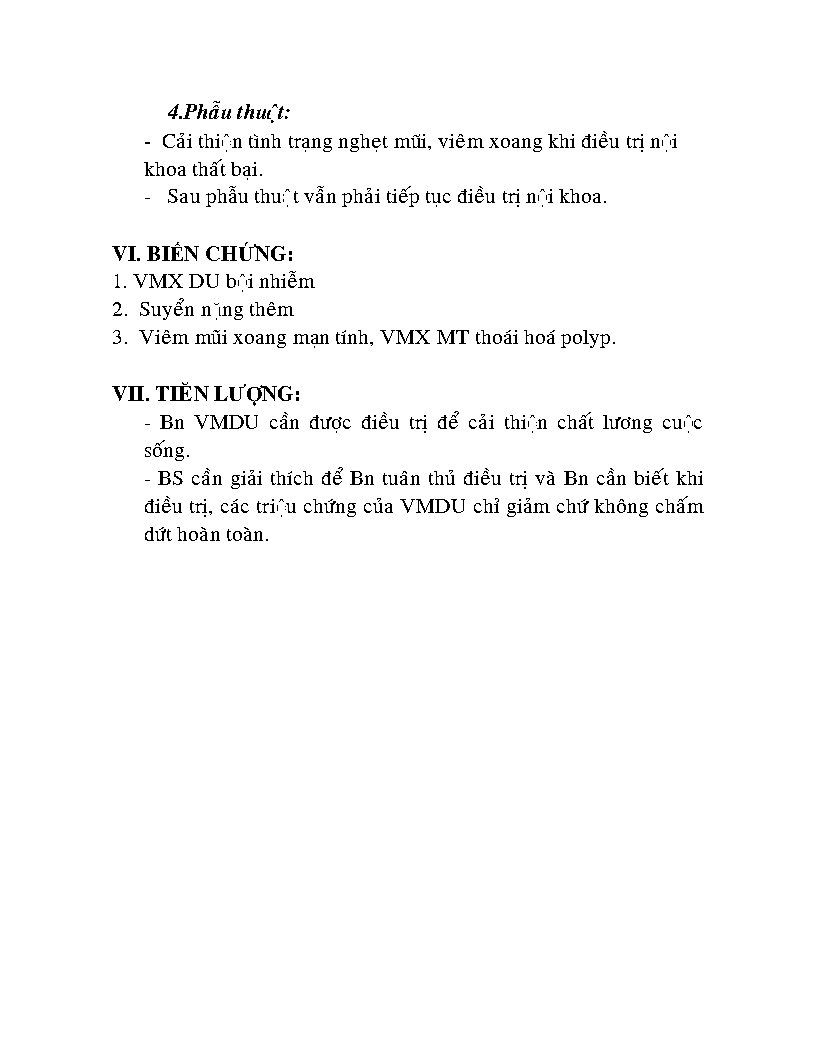 4.Phẫu thuật:
- Cải thiện tình trạng nghẹt mũi, viêm xoang khi điều trị nội
khoa thất bại.
- Sau phẫu thuật vẫn phải tiếp tục điều trị nội khoa.
VI. BIẾN CHỨNG:
1. VMX DU bội nhiễm
2. Suyển nặng thêm
3. Viêm mũi xoang mạn tính, VMX MT thoái hoá polyp.
VII. TIÊN LƯỢNG:
- Bn VMDU cần được điều trị để cải thiện chất lương cuộc
sống.
- BS cần giải thích để Bn tuân thủ điều trị và Bn cần biết khi
điều trị, các triệu chứng của VMDU chỉ giảm chứ không chấm
dứt hoàn toàn.